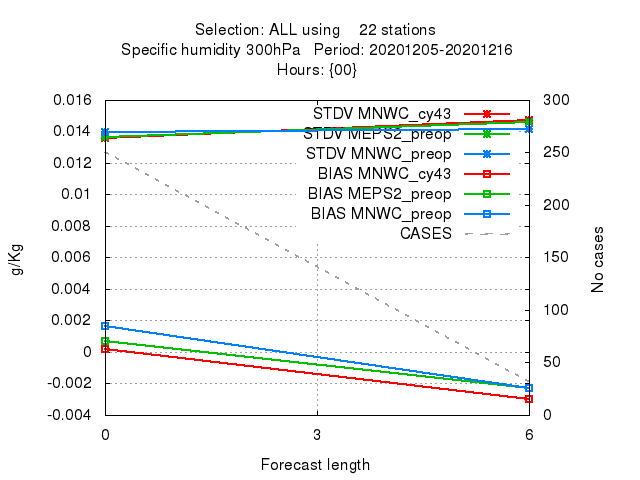 Selection: ALL using    22 stations
Specific humidity 300hPa   Period: 20201205-20201216
Hours: {00}
0.016
0.014
0.012
0.01
0.008
0.006
0.004
0.002
0
-0.002
-0.004
g/Kg
STDV MNWC_cy43
STDV MEPS2_preop
STDV MNWC_preop
BIAS MNWC_cy43
BIAS MEPS2_preop
BIAS MNWC_preop
CASES
300
250
200
150
100
50
0
No cases
0 3 6
Forecast length